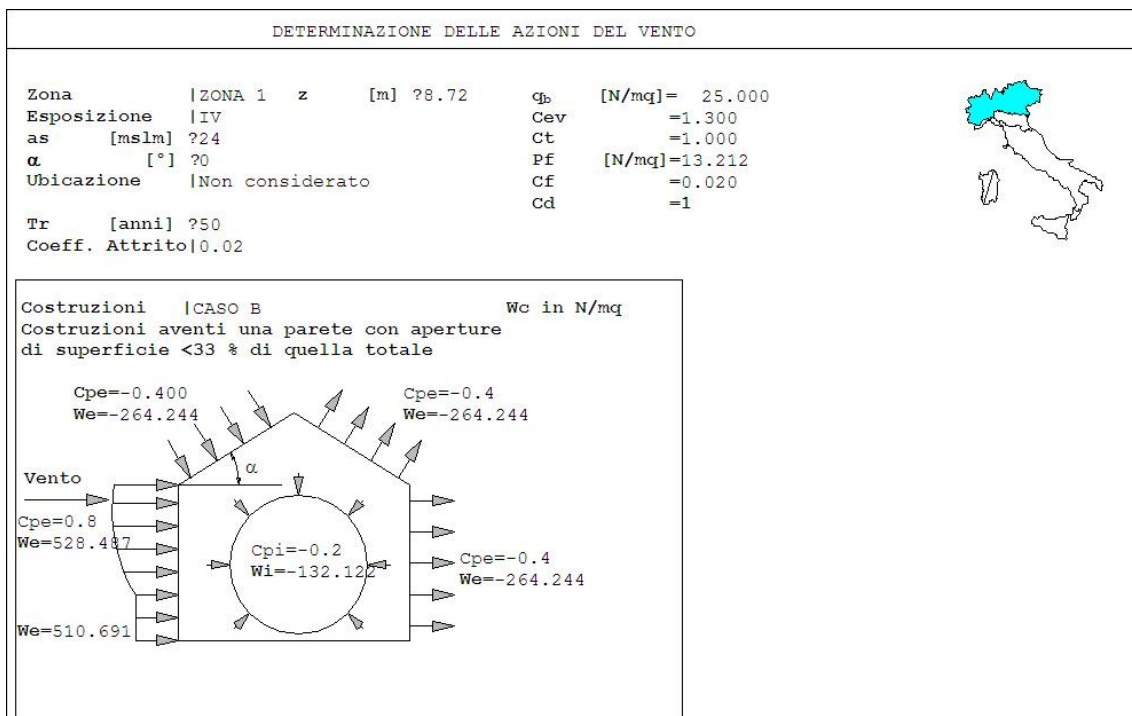 DETERMINAZIONE DELLE AZIONI DEL VENTO
Zona |ZONA 1 z [m] ?8.72
Esposizione |IV
as [mslm] ?24
α [°] ?0
Ubicazione |Non considerato
Tr [anni] ?50
Coeff. Attrito|0.02
qb [N/mq]= 25.000
Cev =1.300
Ct =1.000
Pf [N/mq]=13.212
Cf =0.020
Cd =1
Costruzioni |CASO B Wc in N/mq
Costruzioni aventi una parete con aperture
di superficie <33 % di quella totale
Cpe=-0.400
We=-264.244
Cpe=-0.4
We=-264.244
α
Vento
Cpe=0.8
We=528.487
Cpi=-0.2
Wi=-132.122
Cpe=-0.4
We=-264.244
We=510.691